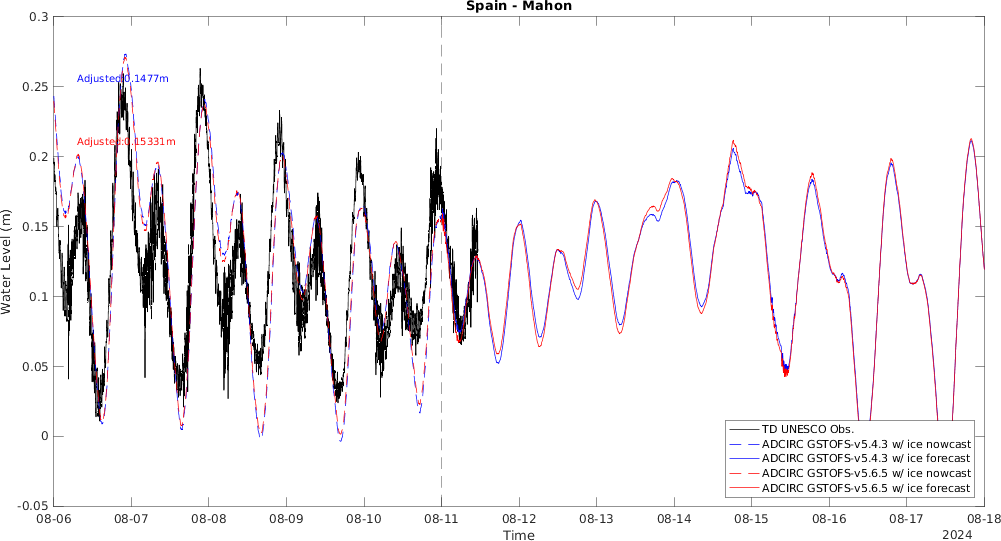 Spain - Mahon
0.3
0.25
0.2
0.15
0.1
0.05
0
-0.05
Water Level (m)
Adjusted:0.1477m
Adjusted:0.15331m
TD UNESCO Obs.
ADCIRC GSTOFS-v5.4.3 w/ ice nowcast
ADCIRC GSTOFS-v5.4.3 w/ ice forecast
ADCIRC GSTOFS-v5.6.5 w/ ice nowcast
ADCIRC GSTOFS-v5.6.5 w/ ice forecast
08-06 08-07 08-08 08-09 08-10 08-11 08-12 08-13 08-14 08-15 08-16 08-17 08-18
Time
2024